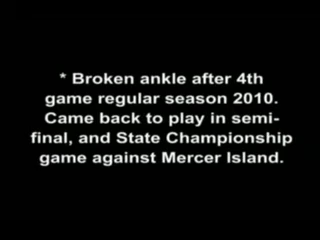 * Broken ankle after 4th
game regular season 2010.
Came back to play in semi-
final, and State Championship
game against Mercer Island.